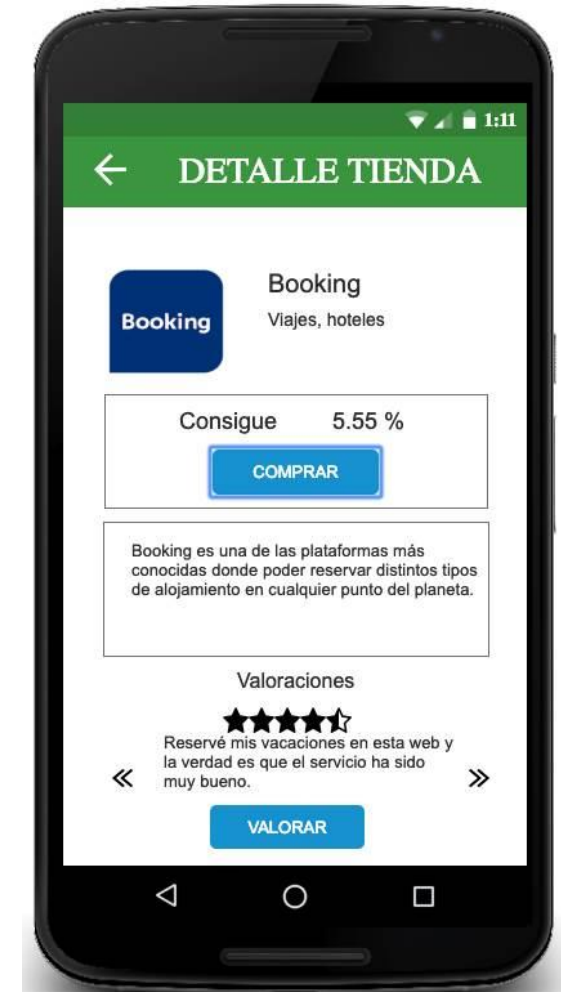 1:11
DETALLE TIENDA
Booking
Booking
Viajes, hoteles
Consigue 5.55 %
COMPRAR
Booking es una de las plataformas más
conocidas donde poder reservar distintos tipos
de alojamiento en cualquier punto del planeta.
Valoraciones
Reservé mis vacaciones en esta web y
la verdad es que el servicio ha sido
muy bueno.
VALORAR